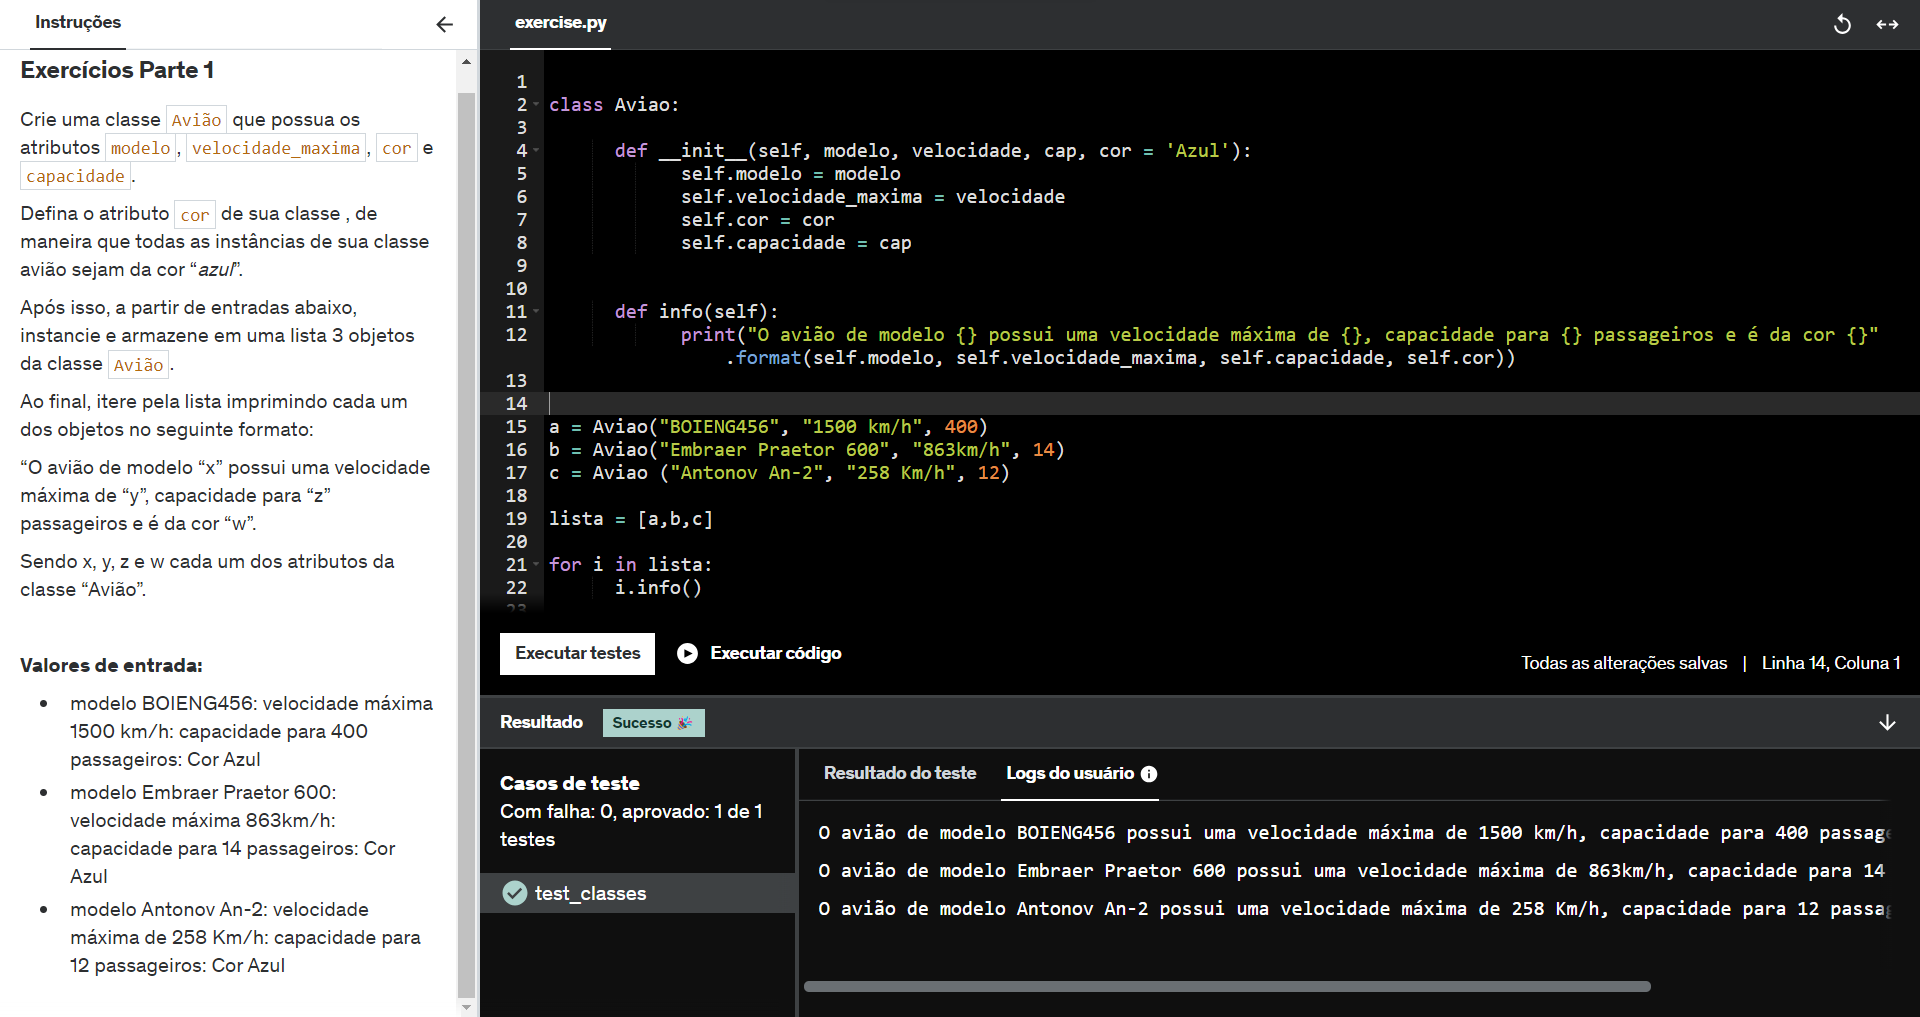 Instruções
Exercícios Parte 1
Crie uma classe Avião que possua os
atributos modelo, velocidade_maxima, cor e
capacidade.
Defina o atributo cor de sua classe , de
maneira que todas as instâncias de sua classe
avião sejam da cor “azul”.
Após isso, a partir de entradas abaixo,
instancie e armazene em uma lista 3 objetos
da classe Avião.
Ao final, itere pela lista imprimindo cada um
dos objetos no seguinte formato:
“O avião de modelo “x” possui uma velocidade
máxima de “y”, capacidade para “z”
passageiros e é da cor “w”.
Sendo x, y, z e w cada um dos atributos da
classe “Avião”.
Valores de entrada:
• modelo BOIENG456: velocidade máxima
1500 km/h: capacidade para 400
passageiros: Cor Azul
• modelo Embraer Praetor 600:
velocidade máxima 863km/h:
capacidade para 14 passageiros: Cor
Azul
• modelo Antonov An-2: velocidade
máxima de 258 Km/h: capacidade para
12 passageiros: Cor Azul
exercise.py
1
2 class Aviao:
3
4 def __init__(self, modelo, velocidade, cap, cor = 'Azul'):
5 self.modelo = modelo
6 self.velocidade_maxima = velocidade
7 self.cor = cor
8 self.capacidade = cap
9
10
11 def info(self):
12 print("O avião de modelo {} possui uma velocidade máxima de {}, capacidade para {} passageiros e é da cor {}"
.format(self.modelo, self.velocidade_maxima, self.capacidade, self.cor))
13
14
15 a = Aviao("BOIENG456", "1500 km/h", 400)
16 b = Aviao("Embraer Praetor 600", "863km/h", 14)
17 c = Aviao ("Antonov An-2", "258 Km/h", 12)
18
19 lista = [a,b,c]
20
21 for i in lista:
22 i.info()
23
Executar testes
Executar código
Todas as alterações salvas | Linha 14, Coluna 1
Resultado
Sucesso 🎉
Casos de teste
Com falha: 0, aprovado: 1 de 1
testes
test_classes
Resultado do teste
Logs do usuário
O avião de modelo BOIENG456 possui uma velocidade máxima de 1500 km/h, capacidade para 400 passag
O avião de modelo Embraer Praetor 600 possui uma velocidade máxima de 863km/h, capacidade para 14
O avião de modelo Antonov An-2 possui uma velocidade máxima de 258 Km/h, capacidade para 12 passa